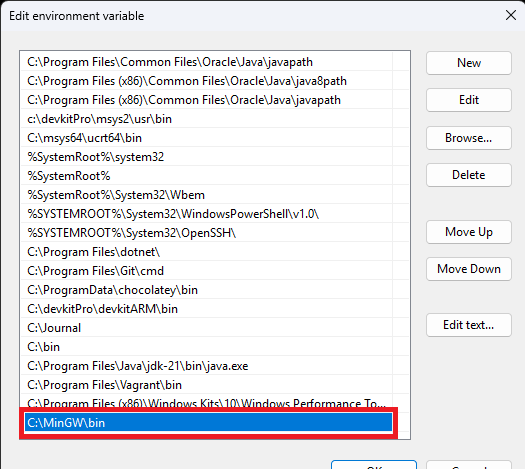 Edit environment variable
C:\Program Files\Common Files\Oracle\Java\javapath
C:\Program Files (x86)\Common Files\Oracle\Java\java8path
C:\Program Files (x86)\Common Files\Oracle\Java\javapath
c:\devkitPro\msys2\usr\bin
C:\msys64\ucrt64\bin
%SystemRoot%\system32
%SystemRoot%
%SystemRoot%\System32\Wbem
%SYSTEMROOT%\System32\WindowsPowerShell\v1.0\
%SYSTEMROOT%\System32\OpenSSH\
C:\Program Files\dotnet\
C:\Program Files\Git\cmd
C:\ProgramData\chocolatey\bin
C:\devkitPro\devkitARM\bin
C:\Journal
C:\bin
C:\Program Files\Java\jdk-21\bin\java.exe
C:\Program Files\Vagrant\bin
C:\Program Files (x86)\Windows Kits\10\Windows Performance To...
C:\MinGW\bin
New
Edit
Browse...
Delete
Move Up
Move Down
Edit text...